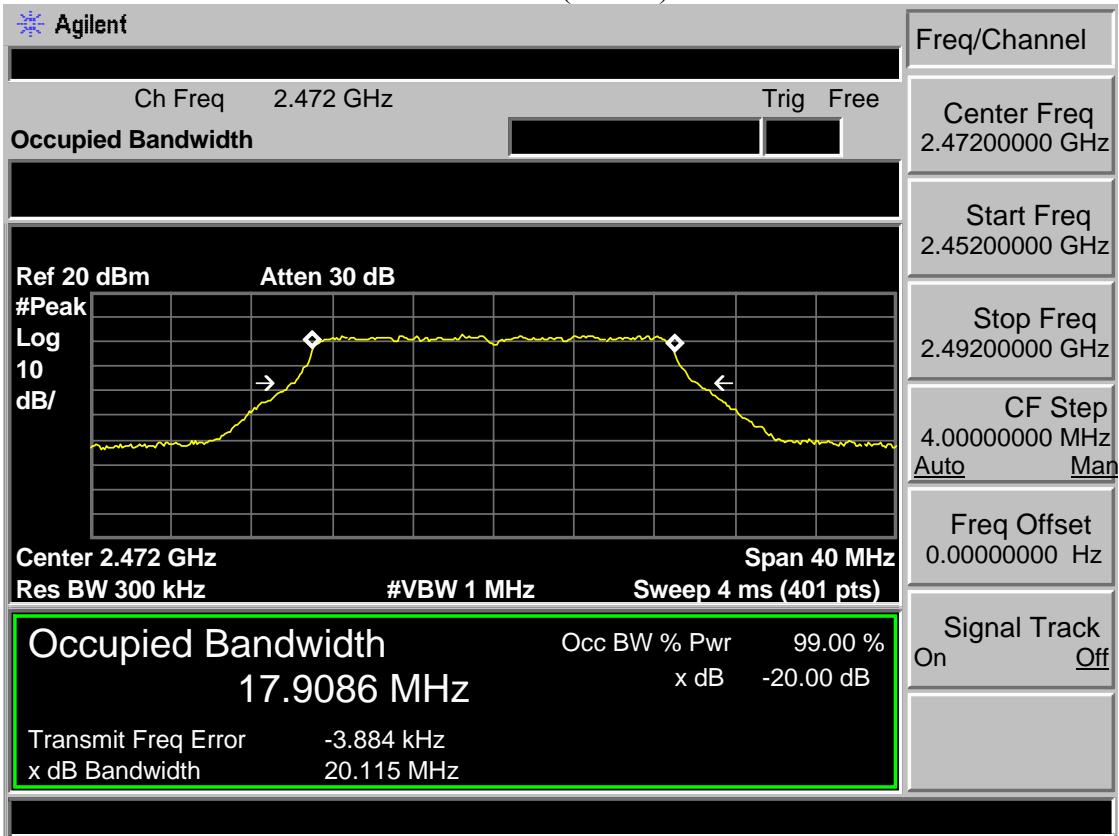 Agilent
Freq/Channel
Ch Freq 2.472 GHz Trig Free
Occupied Bandwidth
Center Freq
2.47200000 GHz
Start Freq
2.45200000 GHz
Ref 20 dBm Atten 30 dB
#Peak
Log
10
dB/
Stop Freq
2.49200000 GHz
CF Step
4.00000000 MHz
Auto Man
Freq Offset
0.00000000 Hz
Center 2.472 GHz Span 40 MHz
Res BW 300 kHz #VBW 1 MHz Sweep 4 ms (401 pts)
Signal Track
On Off
Occupied Bandwidth Occ BW % Pwr 99.00 %
17.9086 MHz x dB -20.00 dB
Transmit Freq Error -3.884 kHz
x dB Bandwidth 20.115 MHz